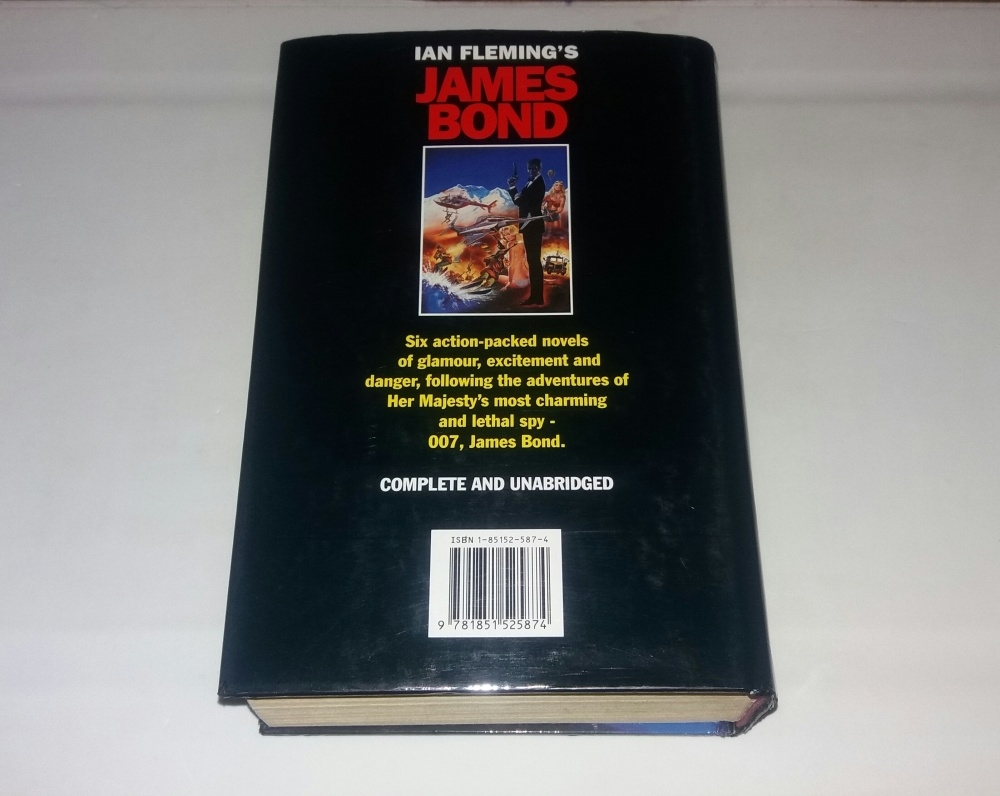 IAN FLEMING'S
JAMES
BOND
Six action-packed novels
of glamour, excitement and
danger, following the adventures of
Her Majesty's most charming
and lethal spy -
007, James Bond.
COMPLETE AND UNABRIDGED
ISBN 1-85152-587-4
9 781851 525874